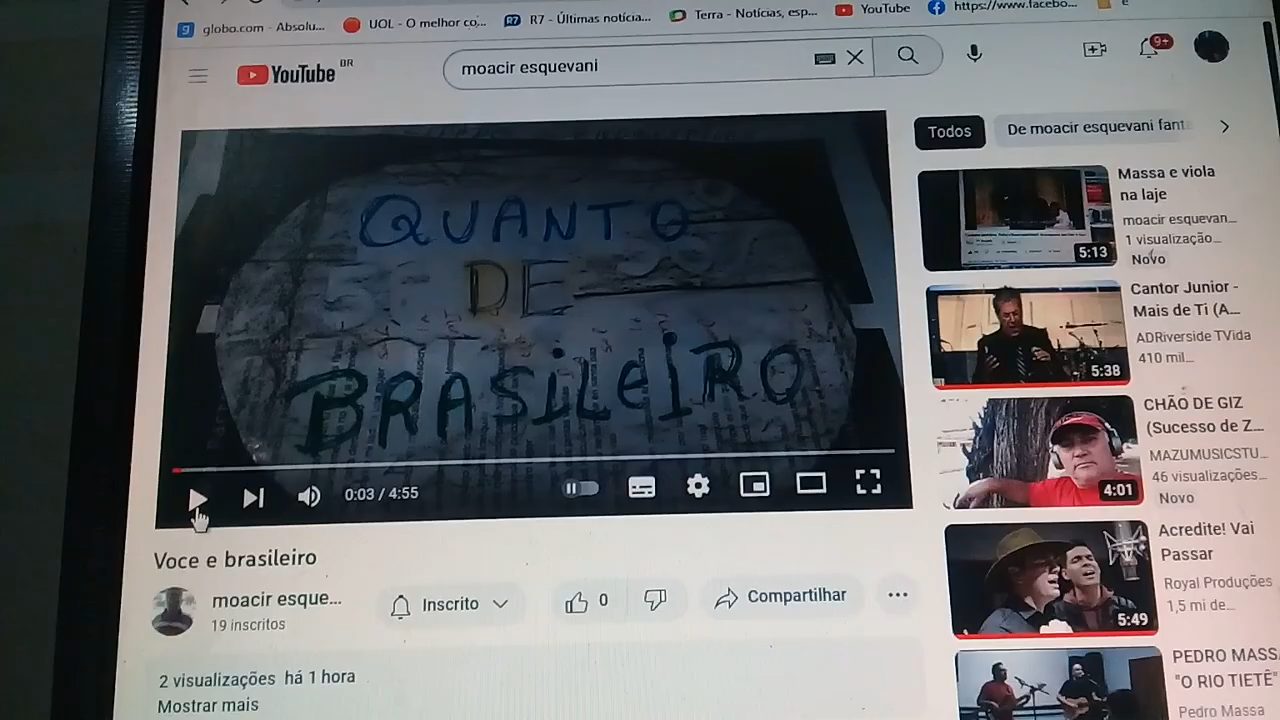 globo.com - Absolu...
UOL - O melhor co...
R7 - Últimas notícia...
Terra - Notícias, esp...
YouTube
https://www.facebo...
e
YouTube BR
moacir esquevani
9+
QUANTO
SE DE
BRASILEIRO
0:03 / 4:55
Voce e brasileiro
moacir esque...
19 inscritos
Inscrito
0
Compartilhar
2 visualizações há 1 hora
Mostrar mais
Todos
De moacir esquevani fant
Massa e viola
na laje
moacir esquevan...
1 visualização...
Novo
5:13
Cantor Junior -
Mais de Ti (A...
ADRiverside TVida
410 mil...
5:38
CHÃO DE GIZ
(Sucesso de Z...
MAZUMUSICSTU...
46 visualizações...
Novo
4:01
Acredite! Vai
Passar
Royal Produções
1,5 mi de...
5:49
PEDRO MASSA
"O RIO TIETÊ"
Pedro Massa